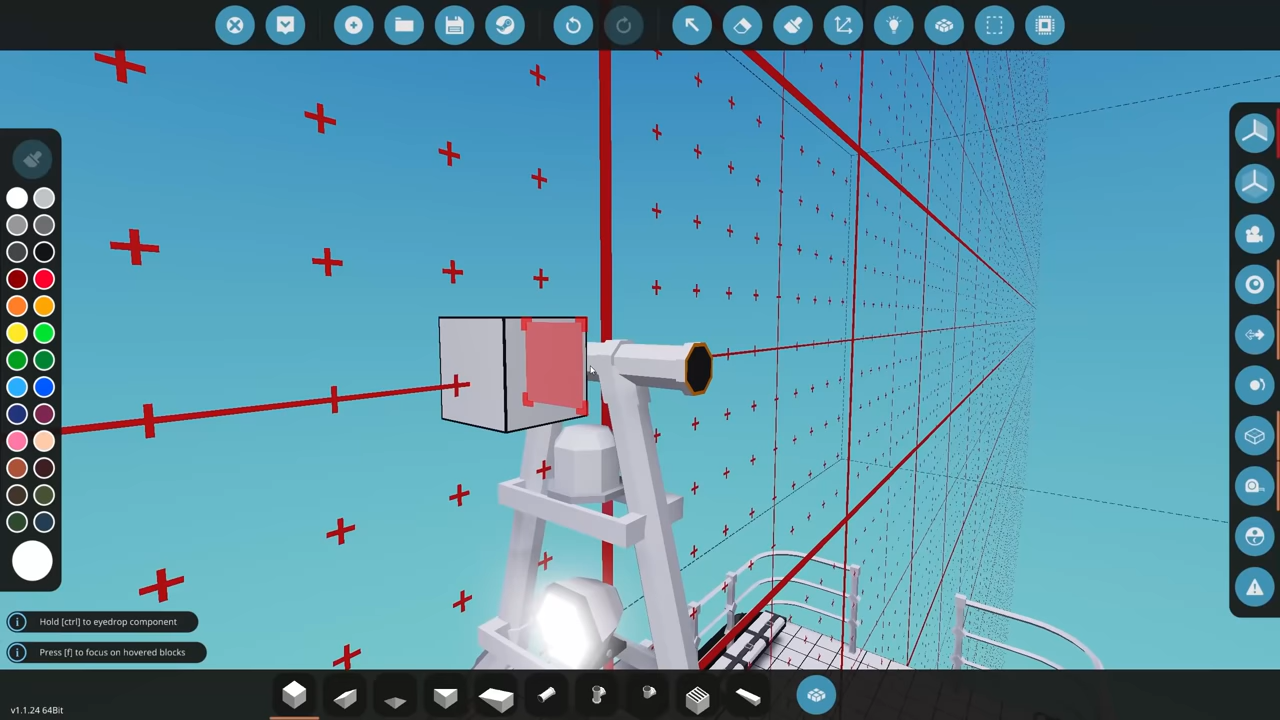 Hold [ctrl] to eyedrop component
Press [f] to focus on hovered blocks
v1.1.24 64Bit